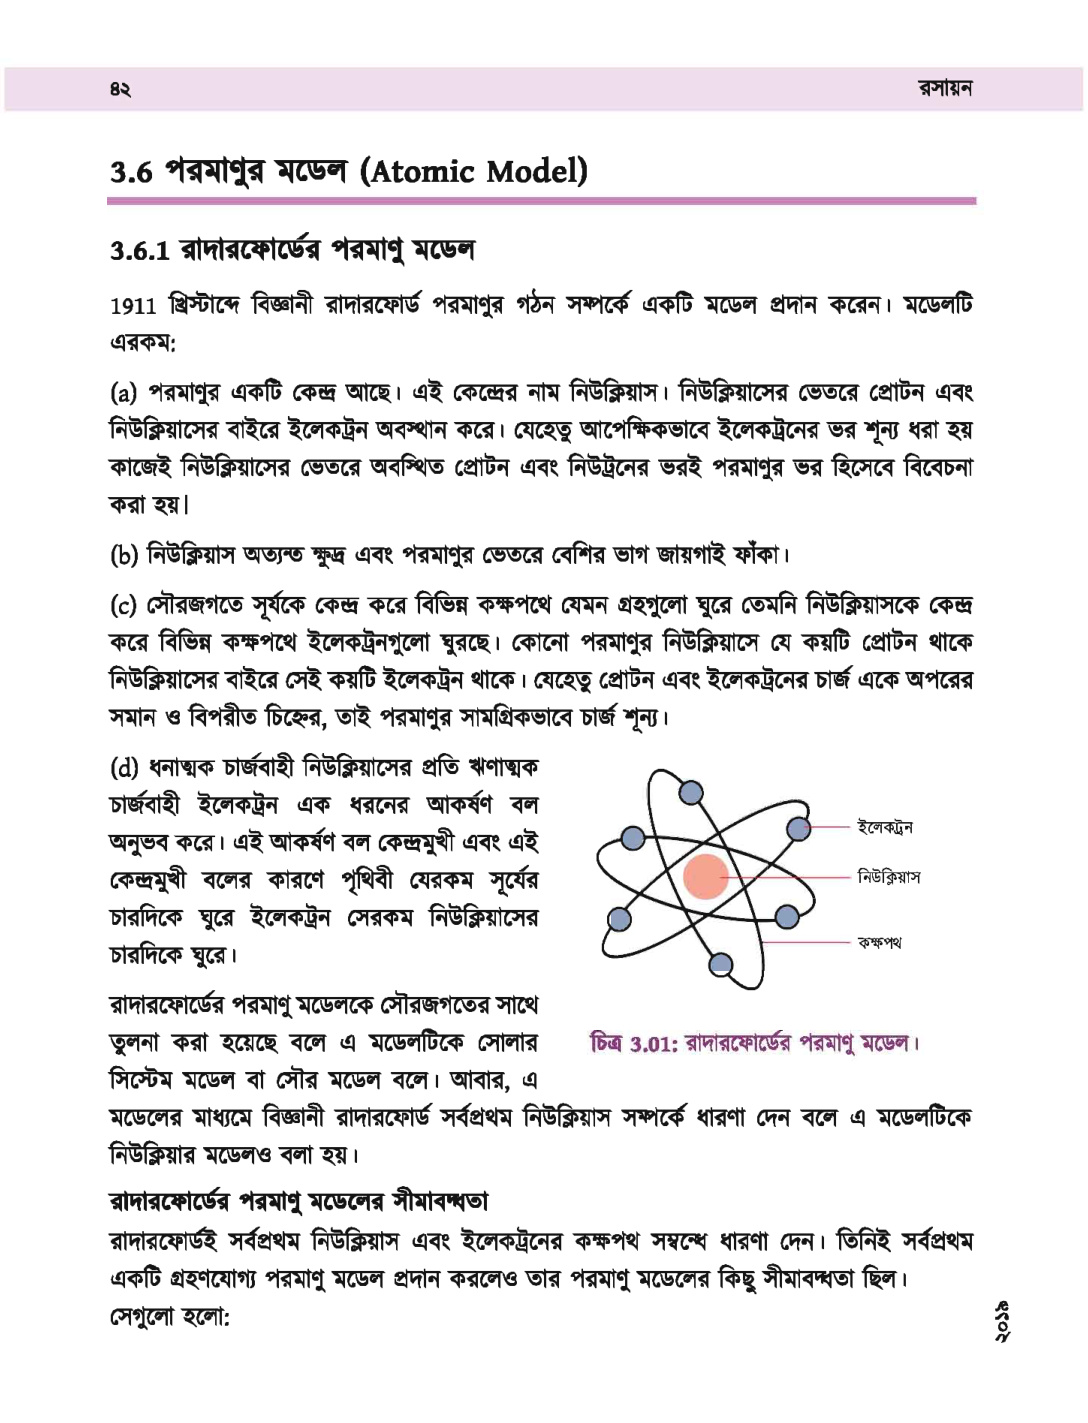 ৪২ রসায়ন
3.6 পরমাণুর মডেল (Atomic Model)
3.6.1 রাদারফোর্ডের পরমাণু মডেল
1911 খ্রিস্টাব্দে বিজ্ঞানী রাদারফোর্ড পরমাণুর গঠন সম্পর্কে একটি মডেল প্রদান করেন। মডেলটি
এরকম:
(a) পরমাণুর একটি কেন্দ্র আছে। এই কেন্দ্রের নাম নিউক্লিয়াস। নিউক্লিয়াসের ভেতরে প্রোটন এবং
নিউক্লিয়াসের বাইরে ইলেকট্রন অবস্থান করে। যেহেতু আপেক্ষিকভাবে ইলেকট্রনের ভর শূন্য ধরা হয়
কাজেই নিউক্লিয়াসের ভেতরে অবস্থিত প্রোটন এবং নিউট্রনের ভরই পরমাণুর ভর হিসেবে বিবেচনা
করা হয়|
(b) নিউক্লিয়াস অত্যন্ত ক্ষুদ্র এবং পরমাণুর ভেতরে বেশির ভাগ জায়গাই ফাঁকা।
(c) সৌরজগতে সূর্যকে কেন্দ্র করে বিভিন্ন কক্ষপথে যেমন গ্রহগুলো ঘুরে তেমনি নিউক্লিয়াসকে কেন্দ্র
করে বিভিন্ন কক্ষপথে ইলেকট্রনগুলো ঘুরছে। কোনো পরমাণুর নিউক্লিয়াসে যে কয়টি প্রোটন থাকে
নিউক্লিয়াসের বাইরে সেই কয়টি ইলেকট্রন থাকে। যেহেতু প্রোটন এবং ইলেকট্রনের চার্জ একে অপরের
সমান ও বিপরীত চিহ্নের, তাই পরমাণুর সামগ্রিকভাবে চার্জ শূন্য।
(d) ধনাত্মক চার্জবাহী নিউক্লিয়াসের প্রতি ঋণাত্মক
চার্জবাহী ইলেকট্রন এক ধরনের আকর্ষণ বল
অনুভব করে। এই আকর্ষণ বল কেন্দ্রমুখী এবং এই
কেন্দ্রমুখী বলের কারণে পৃথিবী যেরকম সূর্যের
চারদিকে ঘুরে ইলেকট্রন সেরকম নিউক্লিয়াসের
চারদিকে ঘুরে।
ইলেকট্রন
নিউক্লিয়াস
কক্ষপথ
চিত্র 3.01: রাদারফোর্ডের পরমাণু মডেল।
রাদারফোর্ডের পরমাণু মডেলকে সৌরজগতের সাথে
তুলনা করা হয়েছে বলে এ মডেলটিকে সোলার
সিস্টেম মডেল বা সৌর মডেল বলে। আবার, এ
মডেলের মাধ্যমে বিজ্ঞানী রাদারফোর্ড সর্বপ্রথম নিউক্লিয়াস সম্পর্কে ধারণা দেন বলে এ মডেলটিকে
নিউক্লিয়ার মডেলও বলা হয়।
রাদারফোর্ডের পরমাণু মডেলের সীমাবদ্ধতা
রাদারফোর্ডই সর্বপ্রথম নিউক্লিয়াস এবং ইলেকট্রনের কক্ষপথ সম্বন্ধে ধারণা দেন। তিনিই সর্বপ্রথম
একটি গ্রহণযোগ্য পরমাণু মডেল প্রদান করলেও তার পরমাণু মডেলের কিছু সীমাবদ্ধতা ছিল।
সেগুলো হলো:
২০১৯